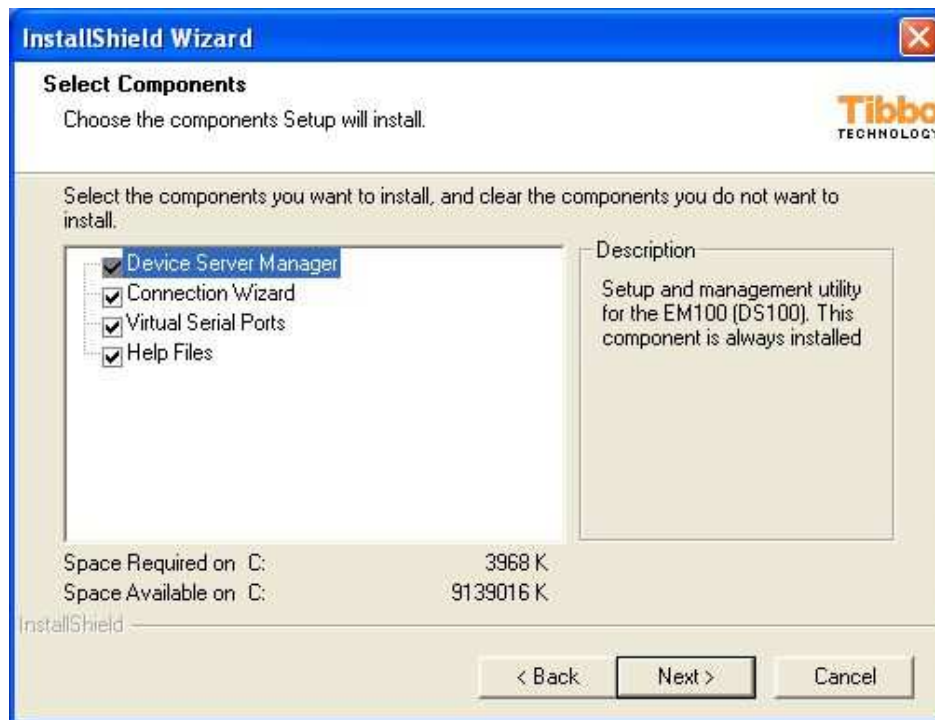 InstallShield Wizard
Select Components
Choose the components Setup will install.
Tibbo
TECHNOLOGY
Select the components you want to install, and clear the components you do not want to
install.
Device Server Manager
Connection Wizard
Virtual Serial Ports
Help Files
Description
Setup and management utility
for the EM100 (DS100). This
component is always installed
Space Required on C: 3968 K
Space Available on C: 9139016 K
InstallShield
< Back Next > Cancel